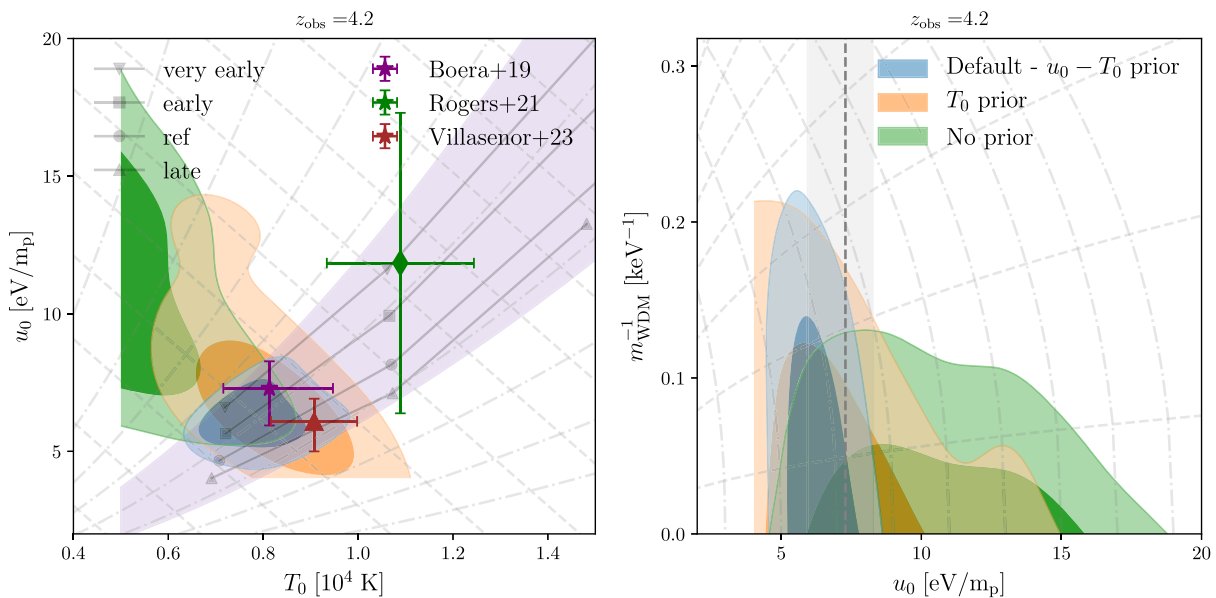 z_obs =4.2
very early
early
ref
late
Boera+19
Rogers+21
Villasenor+23
20
15
10
5
u_0 [eV/m_p]
0.4 0.6 0.8 1.0 1.2 1.4
T_0 [10^4 K]
z_obs =4.2
Default - u_0 − T_0 prior
T_0 prior
No prior
0.3
0.2
0.1
0.0
m_WDM^−1 [keV^−1]
5 10 15 20
u_0 [eV/m_p]